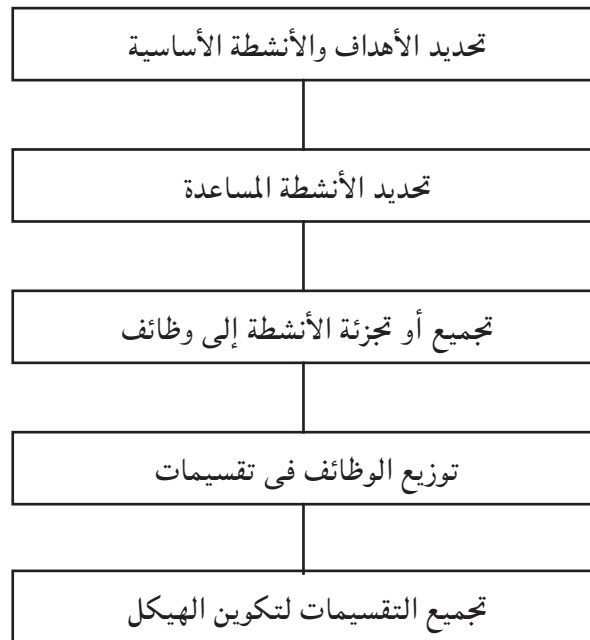 تحديد الأهداف والأنشطة الأساسية
تحديد الأنشطة المساعدة
تجميع أو تجزئة الأنشطة إلى وظائف
توزيع الوظائف فى تقسيمات
تجميع التقسيمات لتكوين الهيكل